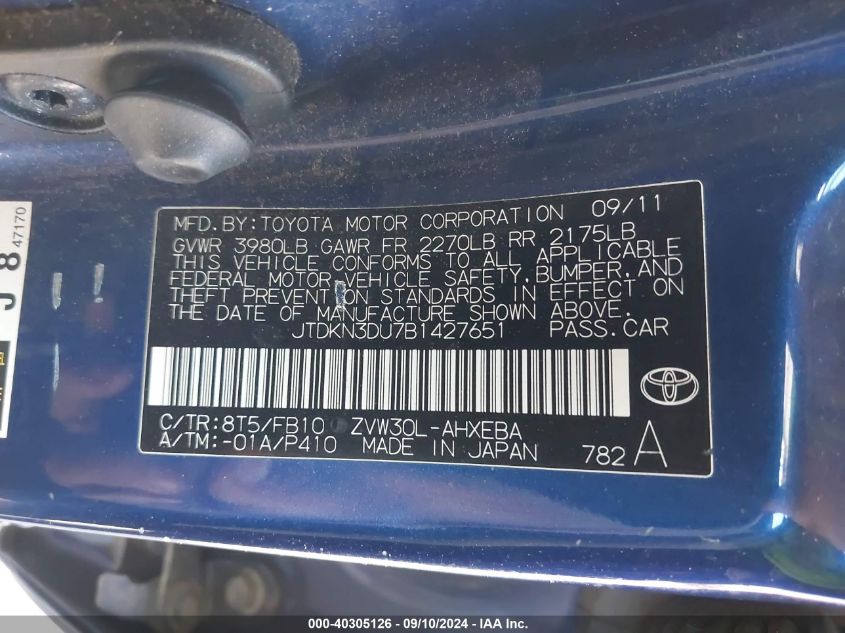 MFD.BY:TOYOTA MOTOR CORPORATION 09/11
GVWR 3980LB GAWR FR 2270LB RR 2175LB
THIS VEHICLE CONFORMS TO ALL APPLICABLE
FEDERAL MOTOR VEHICLE SAFETY, BUMPER, AND
THEFT PREVENTION STANDARDS IN EFFECT ON
THE DATE OF MANUFACTURE SHOWN ABOVE.
JTDKN3DU7B1427651 PASS.CAR
C/TR:8T5/FB10 ZVW30L-AHXEBA
A/TM:-01A/P410 MADE IN JAPAN 782 A
J 8 47170
000-40305126 - 09/10/2024 - IAA Inc.